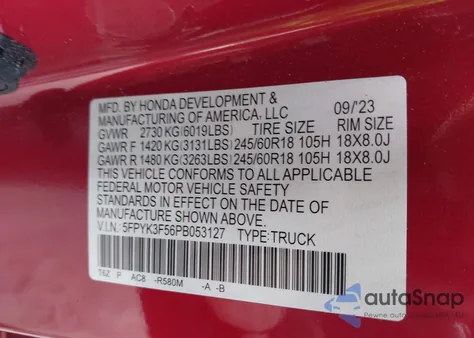 MFD. BY HONDA DEVELOPMENT &
MANUFACTURING OF AMERICA, LLC 09/'23
GVWR 2730 KG(6019LBS) TIRE SIZE RIM SIZE
GAWR F 1420 KG(3131LBS) 245/60R18 105H 18X8.0J
GAWR R 1480 KG(3263LBS) 245/60R18 105H 18X8.0J
THIS VEHICLE CONFORMS TO ALL APPLICABLE
FEDERAL MOTOR VEHICLE SAFETY
STANDARDS IN EFFECT ON THE DATE OF
MANUFACTURE SHOWN ABOVE.
V.I.N.: 5FPYK3F56PB053127 TYPE:TRUCK
T6Z P AC8 -R580M -A -B
autoSnap